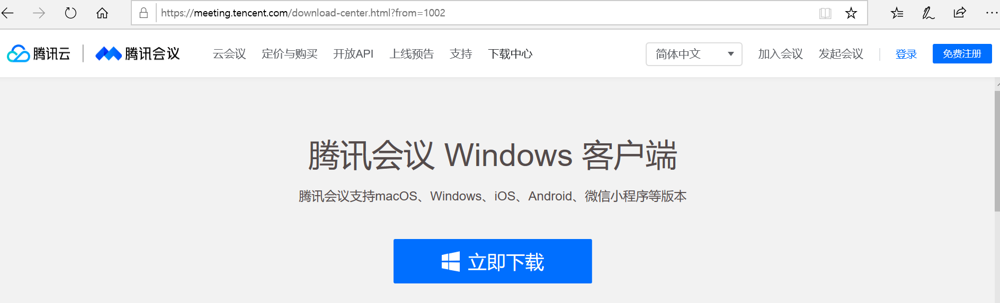 https://meeting.tencent.com/download-center.html?from=1002
腾讯云 腾讯会议 云会议 定价与购买 开放API 上线预告 支持 下载中心 简体中文 加入会议 发起会议 登录 免费注册
腾讯会议 Windows 客户端
腾讯会议支持macOS、Windows、iOS、Android、微信小程序等版本
立即下载